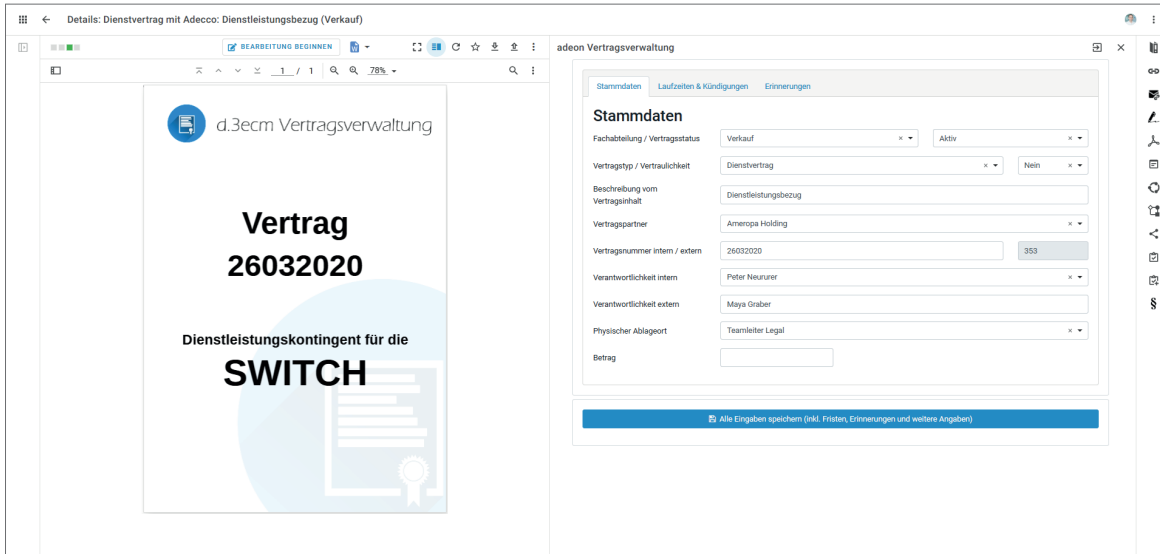 Details: Dienstvertrag mit Adecco: Dienstleistungsbezug (Verkauf)
BEARBEITUNG BEGINNEN
1 / 1
78%
d.3ecm Vertragsverwaltung
Vertrag
26032020
Dienstleistungskontingent für die
SWITCH
adeon Vertragsverwaltung
Stammdaten Laufzeiten & Kündigungen Erinnerungen
Stammdaten
Fachabteilung / Vertragsstatus Verkauf × Aktiv ×
Vertragstyp / Vertraulichkeit Dienstvertrag × Nein ×
Beschreibung vom
Vertragsinhalt Dienstleistungsbezug
Vertragspartner Ameropa Holding ×
Vertragsnummer intern / extern 26032020 353
Verantwortlichkeit intern Peter Neururer ×
Verantwortlichkeit extern Maya Graber
Physischer Ablageort Teamleiter Legal ×
Betrag
Alle Eingaben speichern (inkl. Fristen, Erinnerungen und weitere Angaben)
§